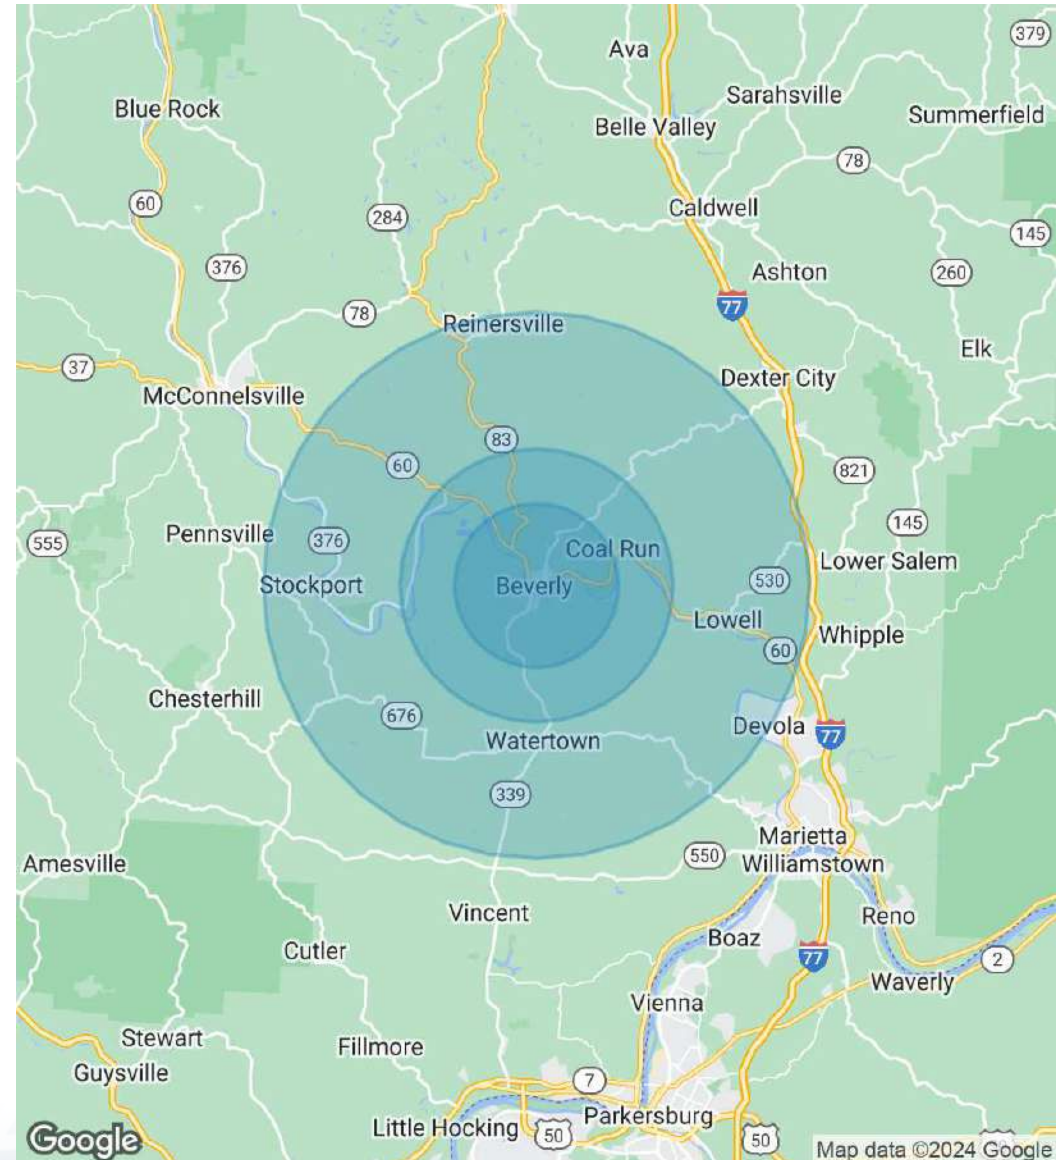 379
Ava
Sarahsville
Blue Rock
Summerfield
Belle Valley
78
60
Caldwell
284
145
376
Ashton
260
77
78
Reinersville
Elk
37
Dexter City
McConnelsville
83
60
821
145
Pennsville
376
555
Coal Run
Lower Salem
Stockport
Beverly
530
Lowell
Whipple
60
Chesterhill
676
Devola
77
Watertown
339
Marietta
550
Williamstown
Amesville
Vincent
Reno
Boaz
Cutler
77
2
Waverly
Vienna
Stewart
Fillmore
Guysville
7
Little Hocking
Parkersburg
50
50
Google
Map data ©2024 Google